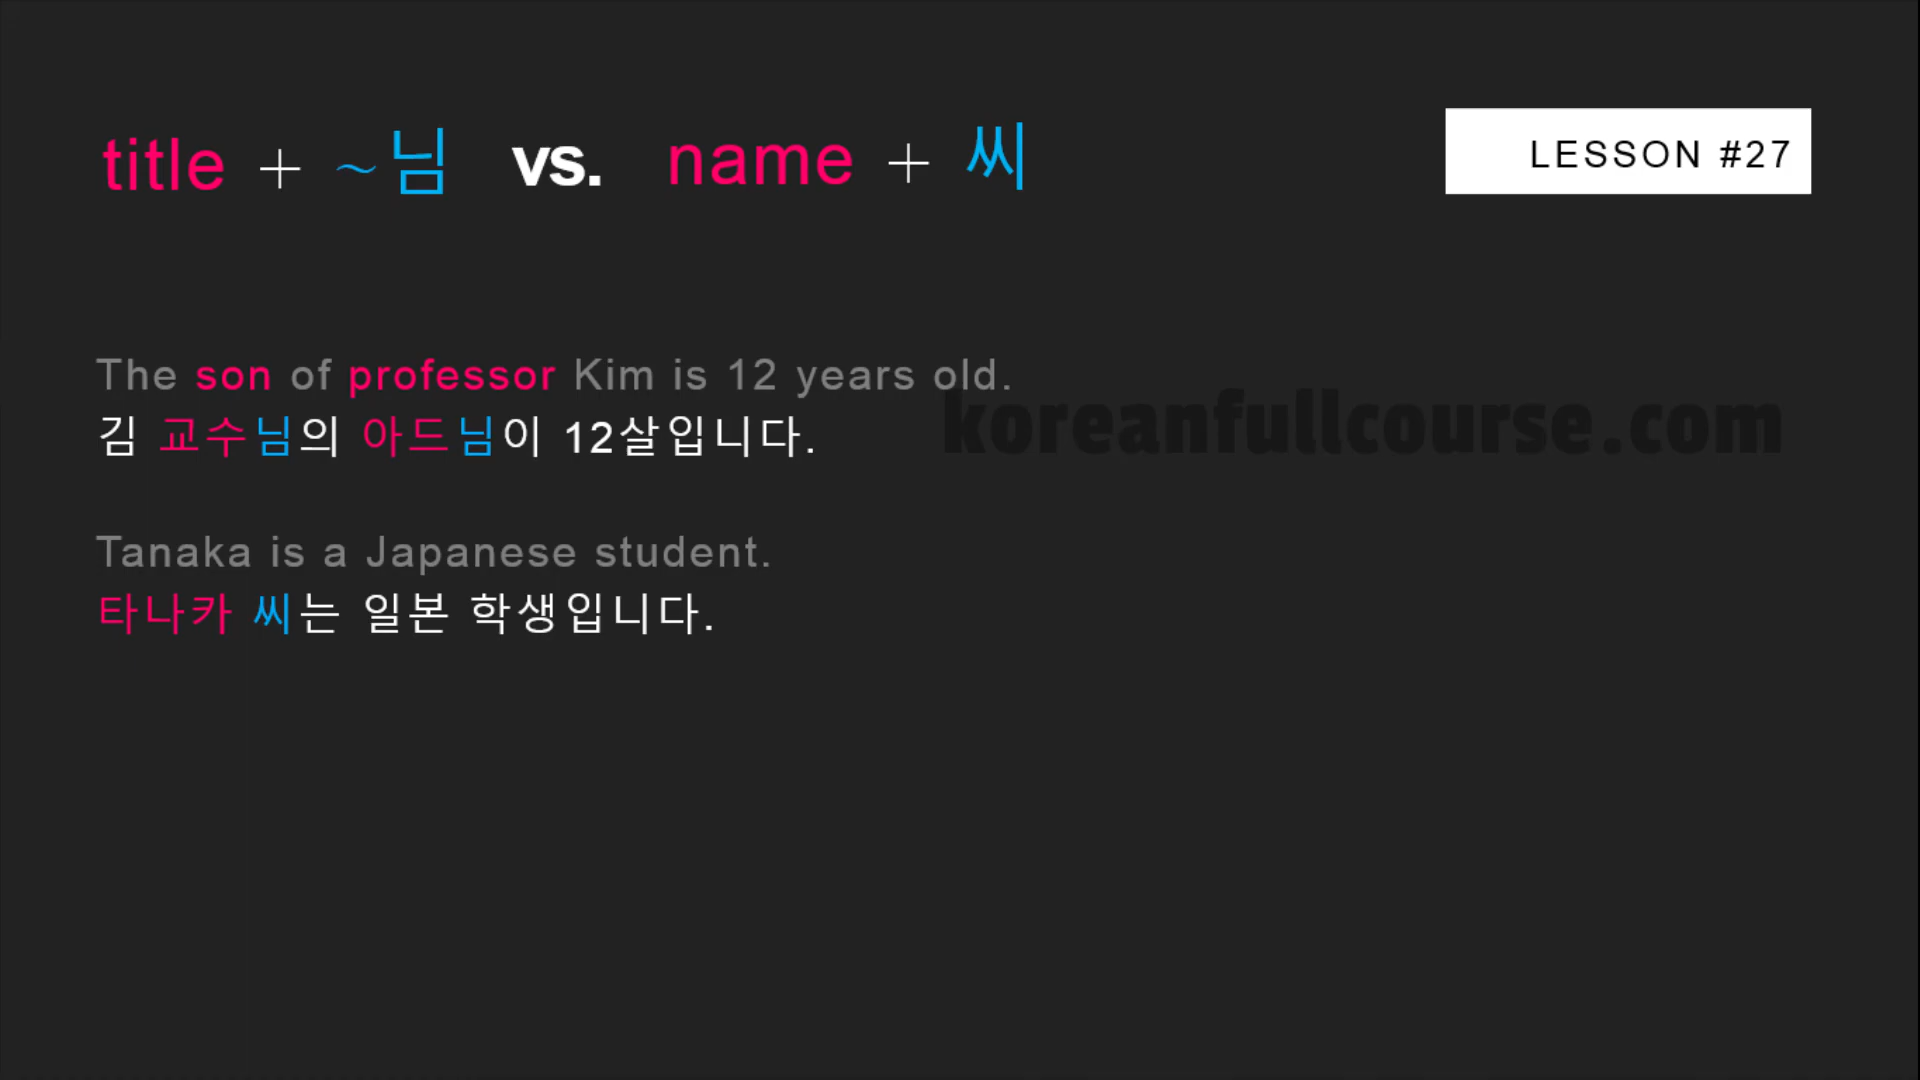 title + ~님 vs. name + 씨
LESSON #27
The son of professor Kim is 12 years old.
김 교수님의 아드님이 12살입니다.
koreanfullcourse.com
Tanaka is a Japanese student.
타나카 씨는 일본 학생입니다.